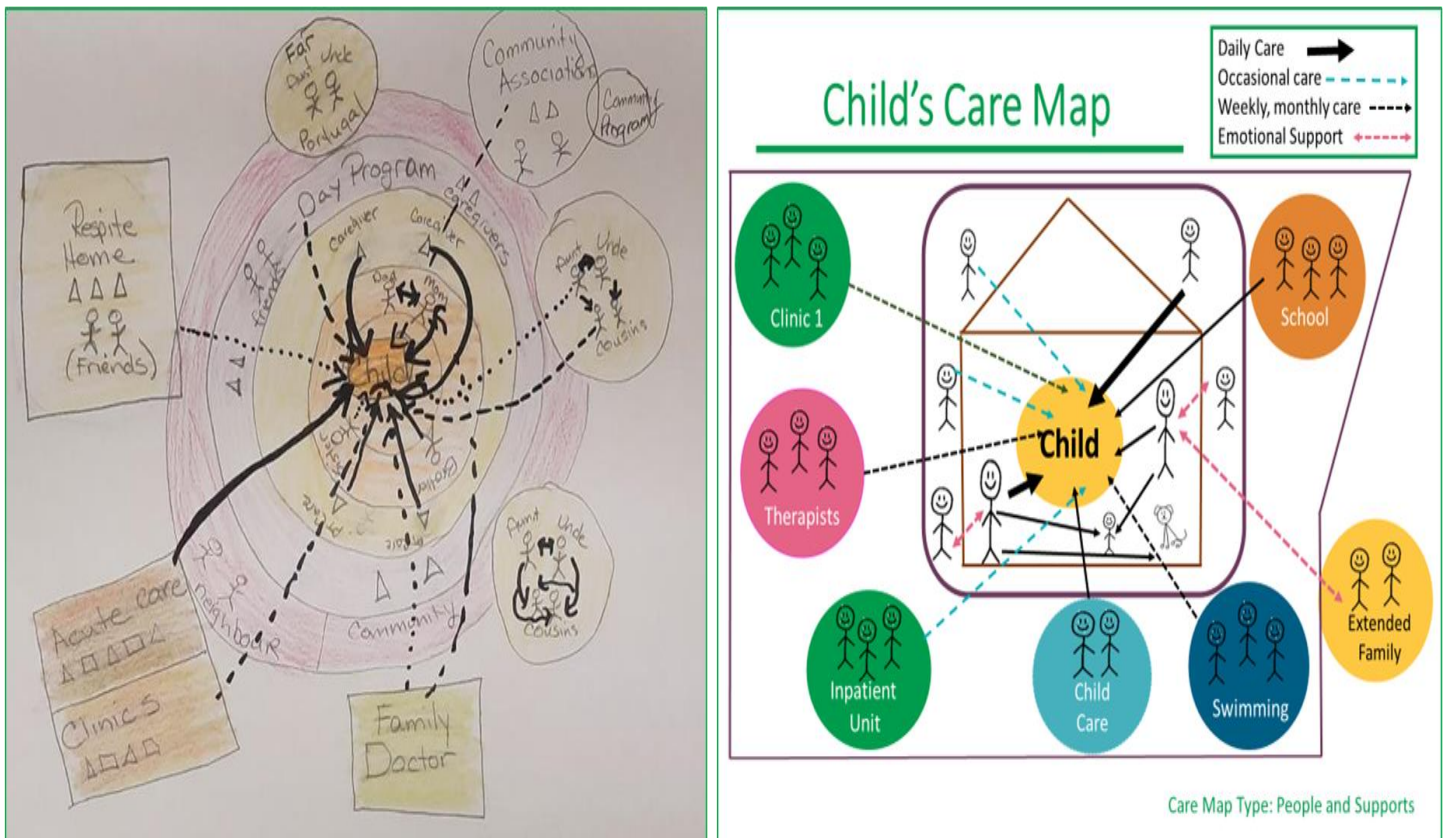 Far
Aunt Uncle
Portugal
Community
Association
Community
Program
Day Program
caregivers
Caregiver
Caregiver
friends
Respite
Home
(Friends)
Dad
Mom
Child
Sister
Brother
Aunt
Uncle
Cousins
Aunt Uncle
Cousins
Neighbour
Community
Acute care
Clinics
Family
Doctor
Child's Care Map
Daily Care
Occasional care
Weekly, monthly care
Emotional Support
Clinic 1
School
Therapists
Child
Inpatient
Unit
Child
Care
Swimming
Extended
Family
Care Map Type: People and Supports